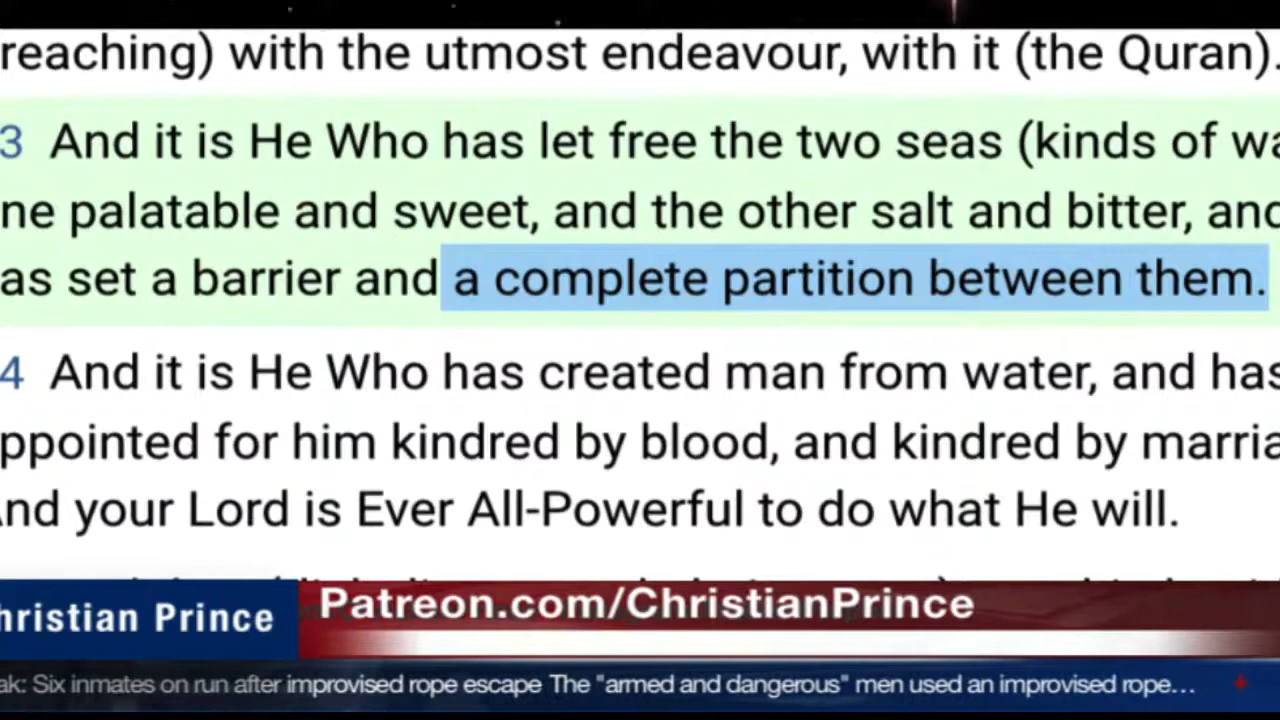 reaching) with the utmost endeavour, with it (the Quran).
3 And it is He Who has let free the two seas (kinds of wa
ne palatable and sweet, and the other salt and bitter, and
as set a barrier and a complete partition between them.
4 And it is He Who has created man from water, and has
ppointed for him kindred by blood, and kindred by marria
And your Lord is Ever All-Powerful to do what He will.
hristian Prince
Patreon.com/ChristianPrince
ak: Six inmates on run after improvised rope escape The "armed and dangerous" men used an improvised rope...